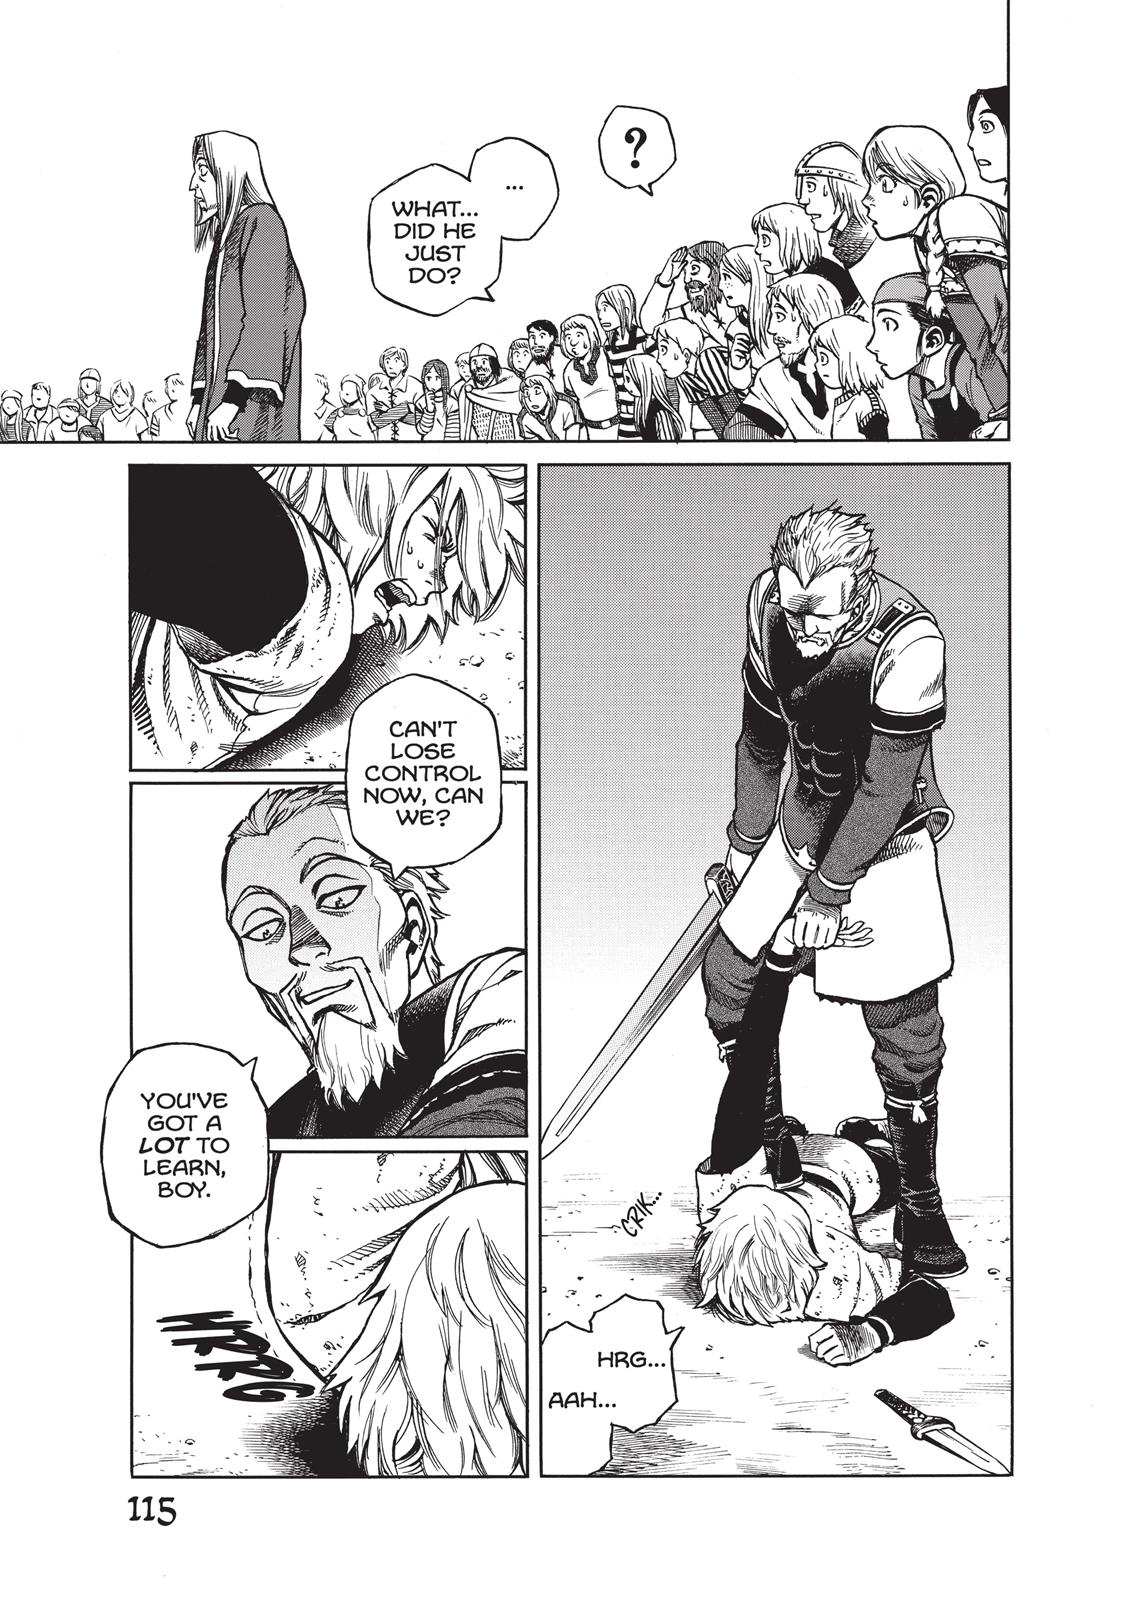 ?
...
WHAT...
DID HE
JUST
DO?
CRIK...
HRG...
AAH...
CAN'T
LOSE
CONTROL
NOW, CAN
WE?
YOU'VE
GOT A
LOT TO
LEARN,
BOY.
HRRG
115